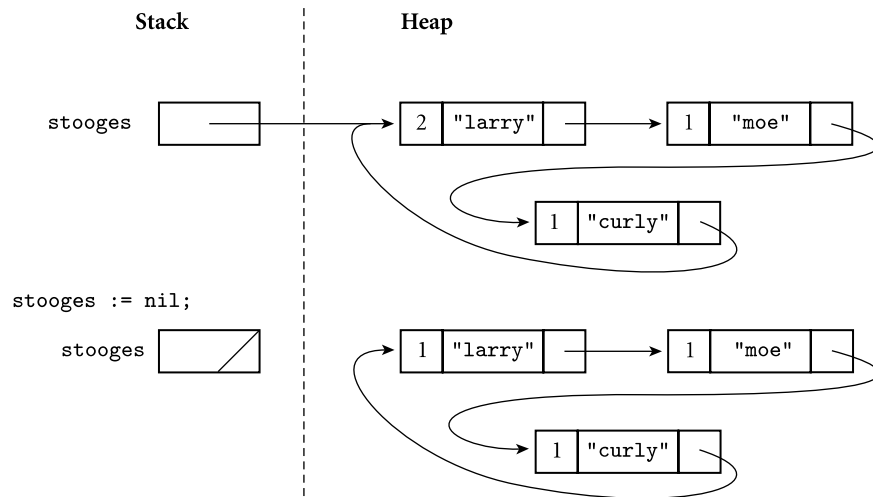 Stack Heap
stooges 2 "larry" 1 "moe"
1 "curly"
stooges := nil;
stooges 1 "larry" 1 "moe"
1 "curly"